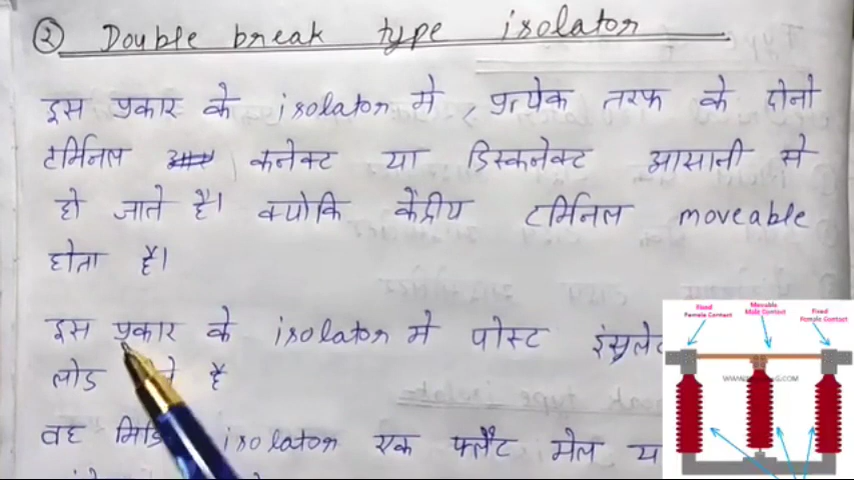 ② Double break type isolator
इस प्रकार के isolator मे प्रत्येक तरफ के दोनो
टर्मिनल कनेक्ट या डिस्कनेक्ट आसानी से
हो जाते है। क्योकि केंद्रीय टर्मिनल moveable
होता है।
इस प्रकार के isolator मे पोस्ट
लोड है
वह isolator एक फ्लैट मेल
Fixed Female Contact
Movable Male Contact
Fixed Female Contact